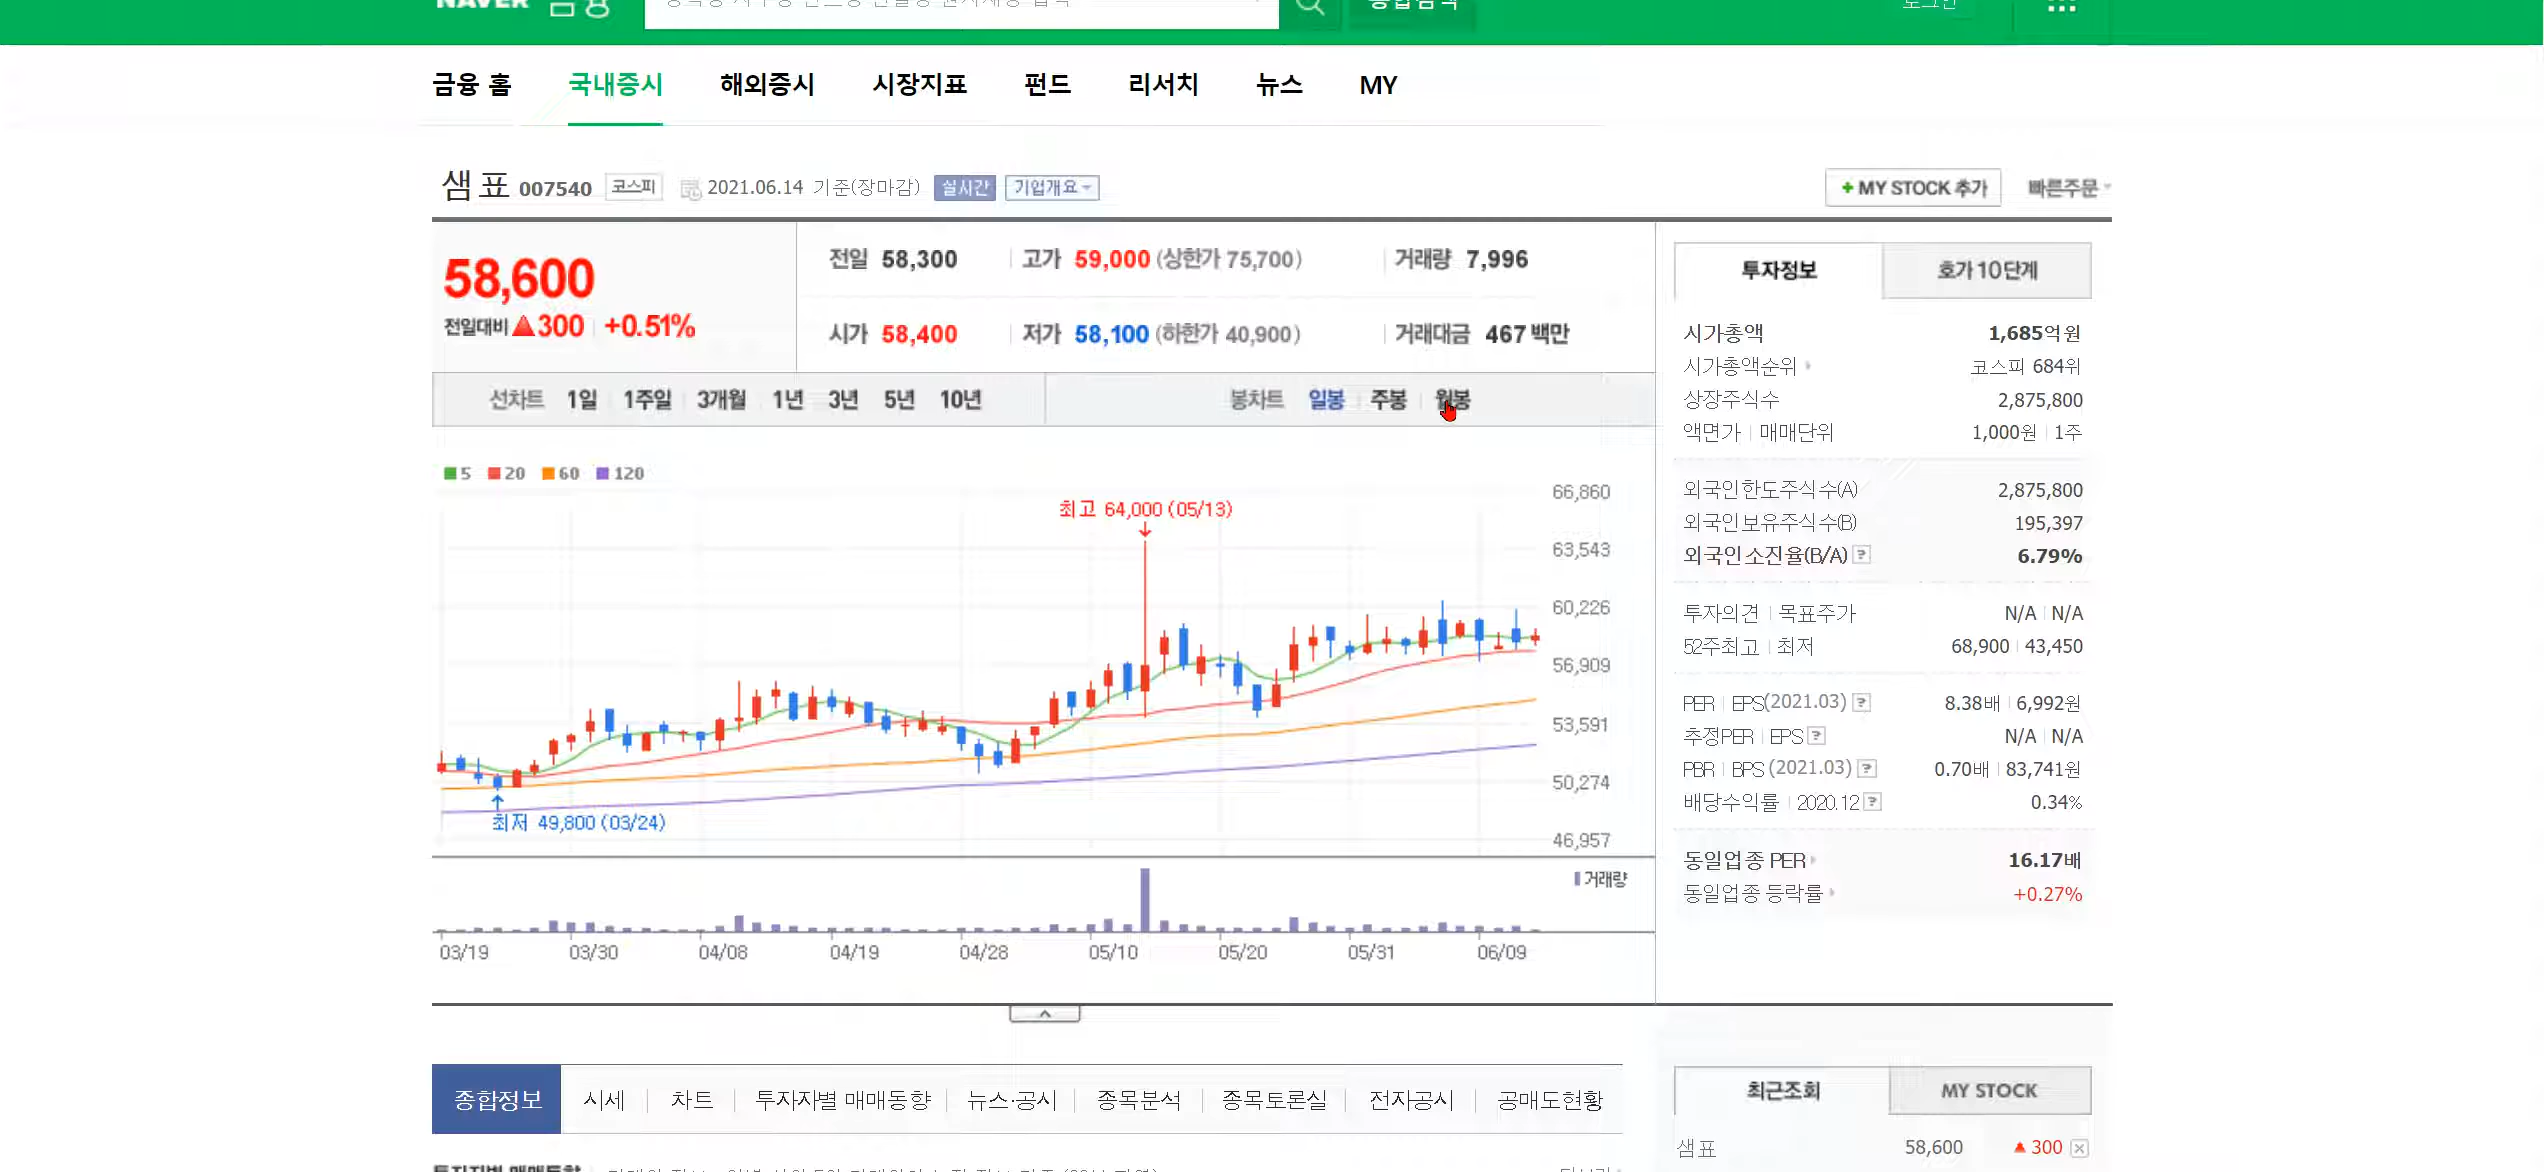 NAVER 금융
종합검색
로그인
금융 홈 국내증시 해외증시 시장지표 펀드 리서치 뉴스 MY
샘표 007540 코스피 2021.06.14 기준(장마감) 실시간 기업개요
+ MY STOCK 추가 빠른주문
58,600
전일대비 ▲300 +0.51%
전일 58,300 고가 59,000 (상한가 75,700) 거래량 7,996
시가 58,400 저가 58,100 (하한가 40,900) 거래대금 467 백만
선차트 1일 1주일 3개월 1년 3년 5년 10년 봉차트 일봉 주봉 월봉
5 20 60 120
최고 64,000 (05/13)
최저 49,800 (03/24)
66,860
63,543
60,226
56,909
53,591
50,274
46,957
거래량
03/19 03/30 04/08 04/19 04/28 05/10 05/20 05/31 06/09
투자정보 호가 10단계
시가총액 1,685억원
시가총액순위 코스피 684위
상장주식수 2,875,800
액면가 매매단위 1,000원 1주
외국인한도주식수(A) 2,875,800
외국인보유주식수(B) 195,397
외국인소진율(B/A) ? 6.79%
투자의견 목표주가 N/A N/A
52주최고 최저 68,900 43,450
PER EPS(2021.03) ? 8.38배 6,992원
추정PER EPS ? N/A N/A
PBR BPS (2021.03) ? 0.70배 83,741원
배당수익률 2020.12 ? 0.34%
동일업종 PER 16.17배
동일업종 등락률 +0.27%
종합정보 시세 차트 투자자별 매매동향 뉴스·공시 종목분석 종목토론실 전자공시 공매도현황
최근조회 MY STOCK
샘표 58,600 ▲ 300
투자자별 매매동향